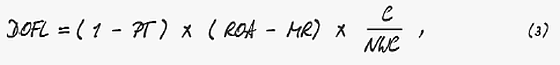 DOFL = ( 1 - PT ) × ( ROA - MR ) × C / NWC , (3)